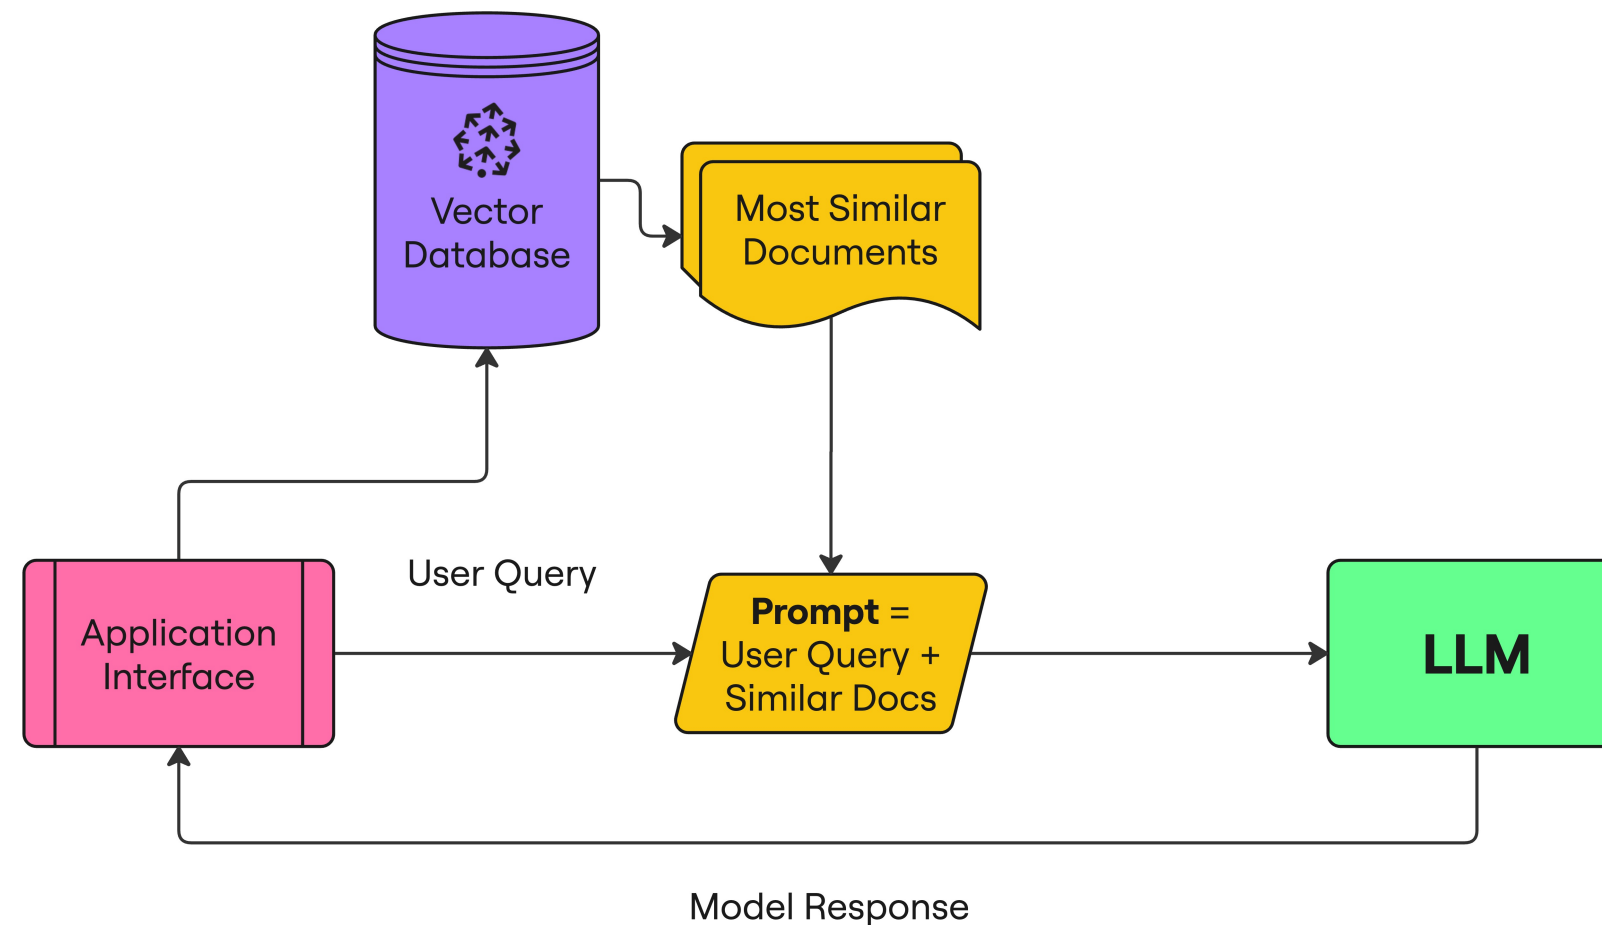 Vector
Database
Most Similar
Documents
User Query
Application
Interface
Prompt =
User Query +
Similar Docs
LLM
Model Response